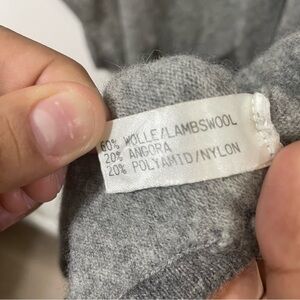 60% WOLLE/LAMBSWOOL
20% ANGORA
20% POLYAMID/NYLON